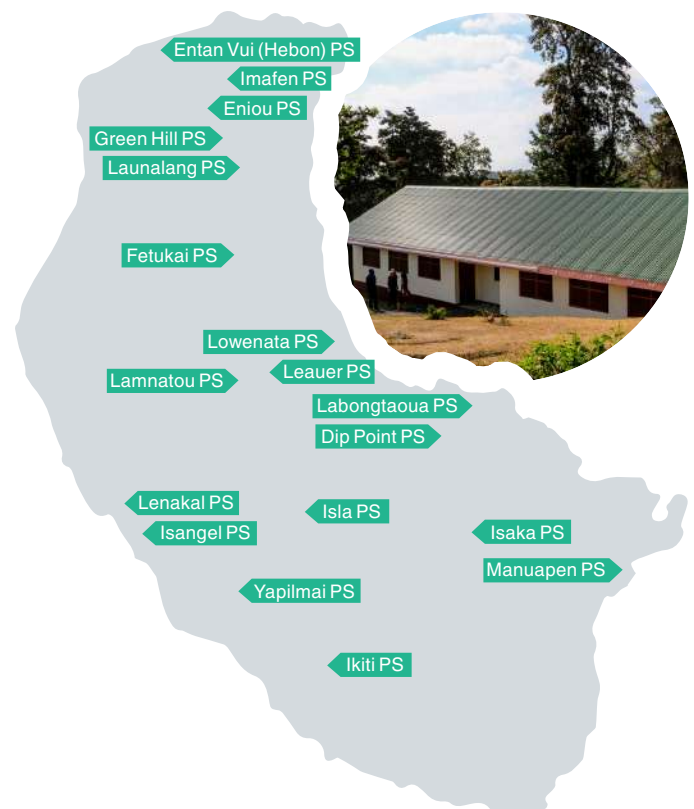 Entan Vui (Hebon) PS
Imafen PS
Eniou PS
Green Hill PS
Launalang PS
Fetukai PS
Lowenata PS
Leauer PS
Lamnatou PS
Labongtaoua PS
Dip Point PS
Lenakal PS
Isla PS
Isangel PS
Isaka PS
Manuapen PS
Yapilmai PS
Ikiti PS